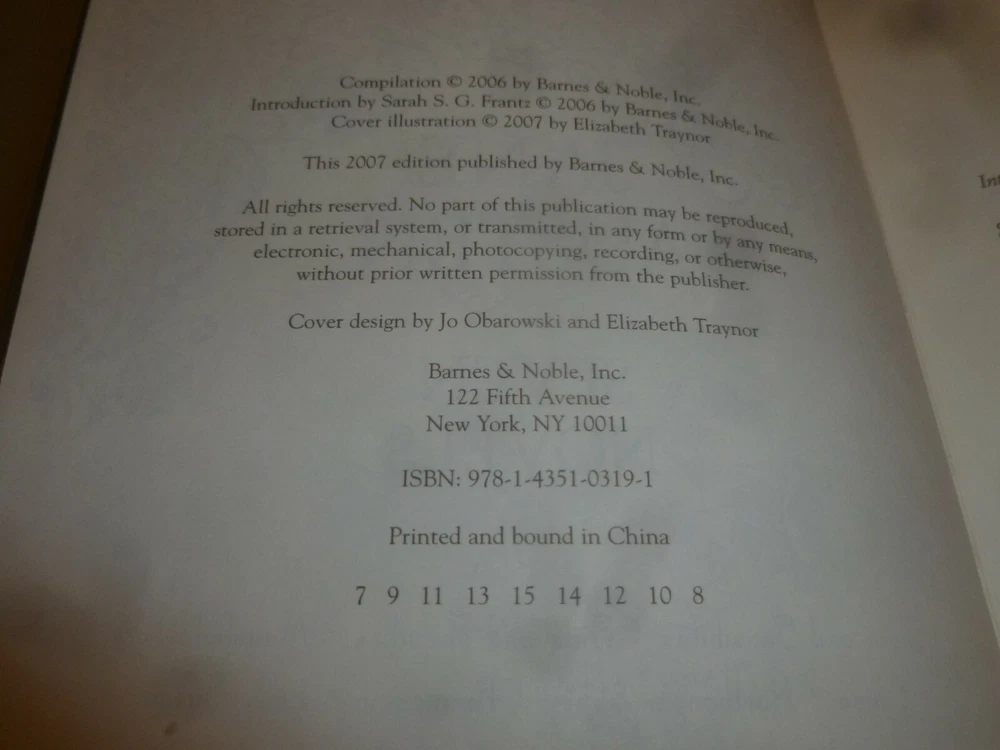 Compilation © 2006 by Barnes & Noble, Inc.
Introduction by Sarah S. G. Frantz © 2006 by Barnes & Noble, Inc.
Cover illustration © 2007 by Elizabeth Traynor
This 2007 edition published by Barnes & Noble, Inc.
All rights reserved. No part of this publication may be reproduced,
stored in a retrieval system, or transmitted, in any form or by any means,
electronic, mechanical, photocopying, recording, or otherwise,
without prior written permission from the publisher.
Cover design by Jo Obarowski and Elizabeth Traynor
Barnes & Noble, Inc.
122 Fifth Avenue
New York, NY 10011
ISBN: 978-1-4351-0319-1
Printed and bound in China
7 9 11 13 15 14 12 10 8